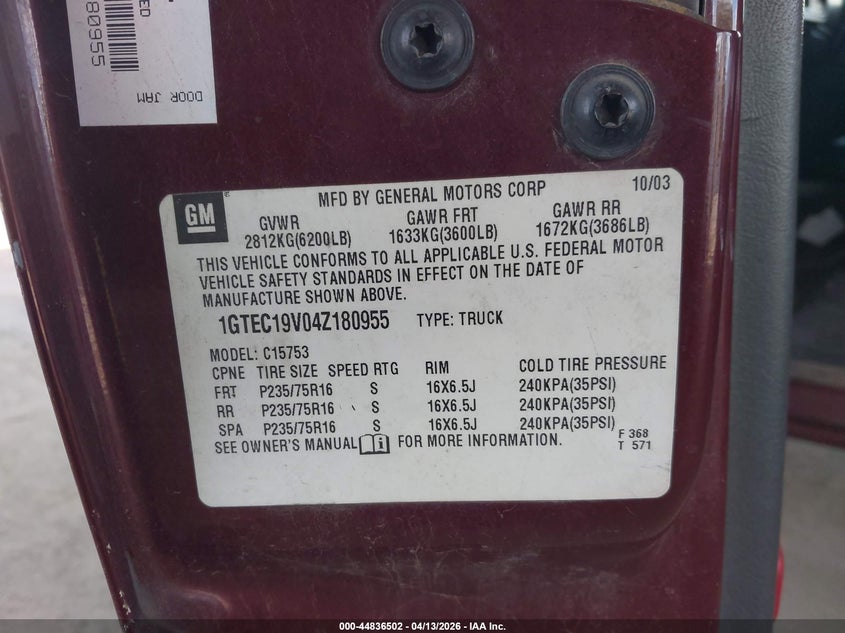 ED
80955
DOOR JAM
GM
MFD BY GENERAL MOTORS CORP
10/03
GVWR
GAWR FRT
GAWR RR
2812KG(6200LB)
1633KG(3600LB)
1672KG(3686LB)
THIS VEHICLE CONFORMS TO ALL APPLICABLE U.S. FEDERAL MOTOR
VEHICLE SAFETY STANDARDS IN EFFECT ON THE DATE OF
MANUFACTURE SHOWN ABOVE.
1GTEC19V04Z180955 TYPE: TRUCK
MODEL: C15753
CPNE TIRE SIZE SPEED RTG RIM COLD TIRE PRESSURE
FRT P235/75R16 S 16X6.5J 240KPA(35PSI)
RR P235/75R16 S 16X6.5J 240KPA(35PSI)
SPA P235/75R16 S 16X6.5J 240KPA(35PSI)
SEE OWNER'S MANUAL FOR MORE INFORMATION.
F 368
T 571
000-44836502 - 04/13/2026 - IAA Inc.